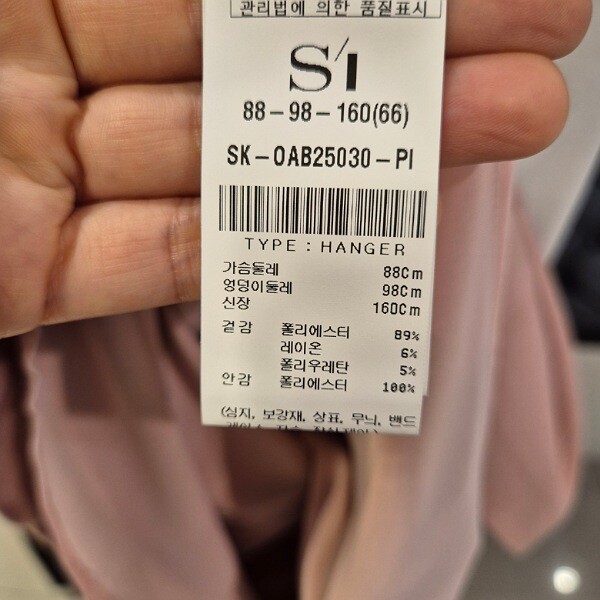 관리법에 의한 품질표시
S'I
88-98-160(66)
SK-OAB25030-PI
TYPE : HANGER
가슴둘레 88Cm
엉덩이둘레 98Cm
신장 160Cm
겉감 폴리에스터 89%
레이온 6%
폴리우레탄 5%
안감 폴리에스터 100%
(심지, 보강재, 상표, 무늬, 밴드